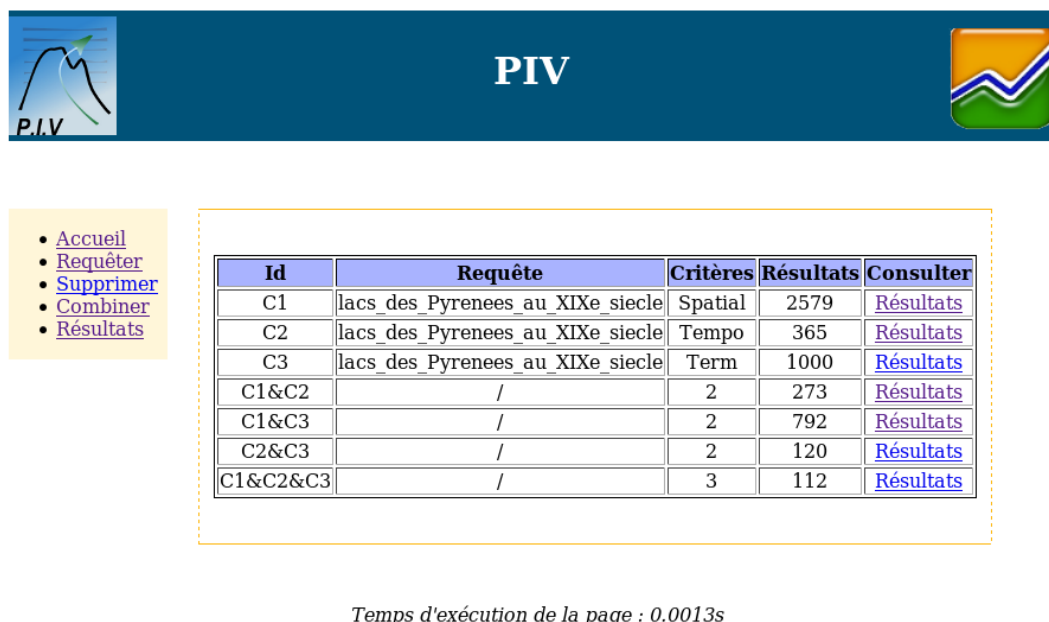 P.I.V
PIV
Accueil
Requêter
Supprimer
Combiner
Résultats
Id Requête Critères Résultats Consulter
C1 lacs_des_Pyrenees_au_XIXe_siecle Spatial 2579 Résultats
C2 lacs_des_Pyrenees_au_XIXe_siecle Tempo 365 Résultats
C3 lacs_des_Pyrenees_au_XIXe_siecle Term 1000 Résultats
C1&C2 / 2 273 Résultats
C1&C3 / 2 792 Résultats
C2&C3 / 2 120 Résultats
C1&C2&C3 / 3 112 Résultats
Temps d'exécution de la page : 0.0013s